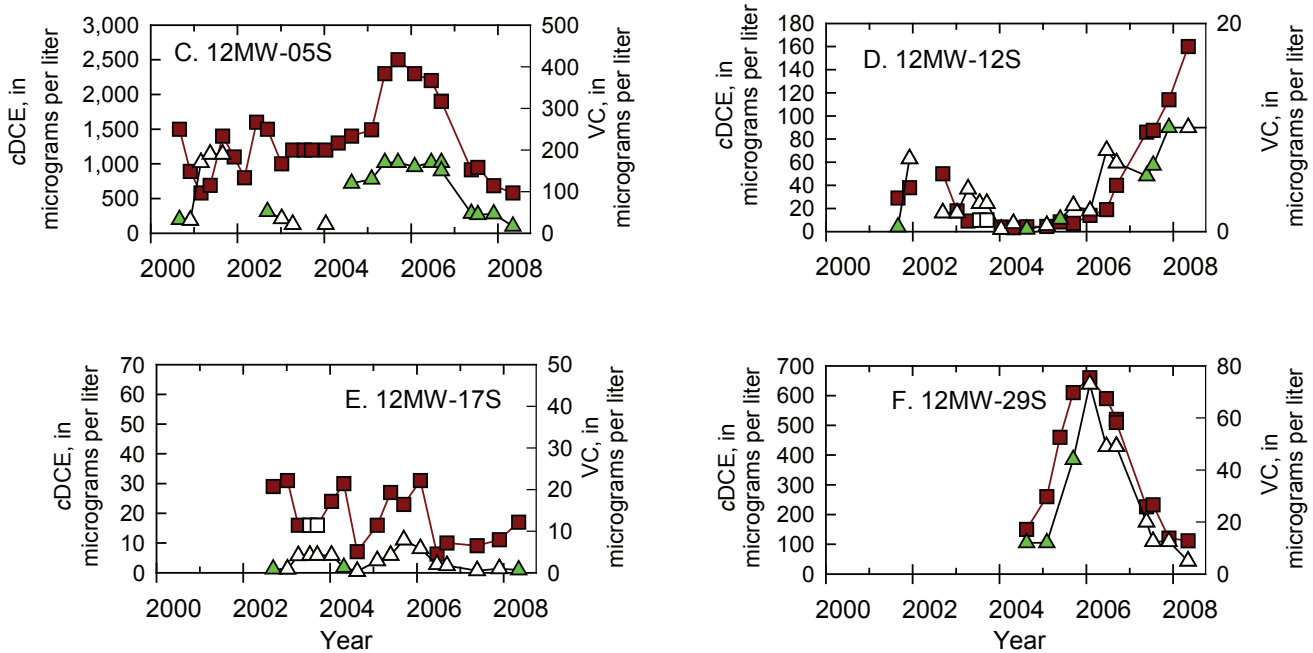 C. 12MW-05S
cDCE, in
micrograms per liter
3,000
2,500
2,000
1,500
1,000
500
0
500
400
300
200
100
0
VC, in
micrograms per liter
2000 2002 2004 2006 2008
D. 12MW-12S
cDCE, in
micrograms per liter
180
160
140
120
100
80
60
40
20
0
20
10
0
VC, in
micrograms per liter
2000 2002 2004 2006 2008
E. 12MW-17S
cDCE, in
micrograms per liter
70
60
50
40
30
20
10
0
50
40
30
20
10
0
VC, in
micrograms per liter
2000 2002 2004 2006 2008
Year
F. 12MW-29S
cDCE, in
micrograms per liter
700
600
500
400
300
200
100
0
80
60
40
20
0
VC, in
micrograms per liter
2000 2002 2004 2006 2008
Year